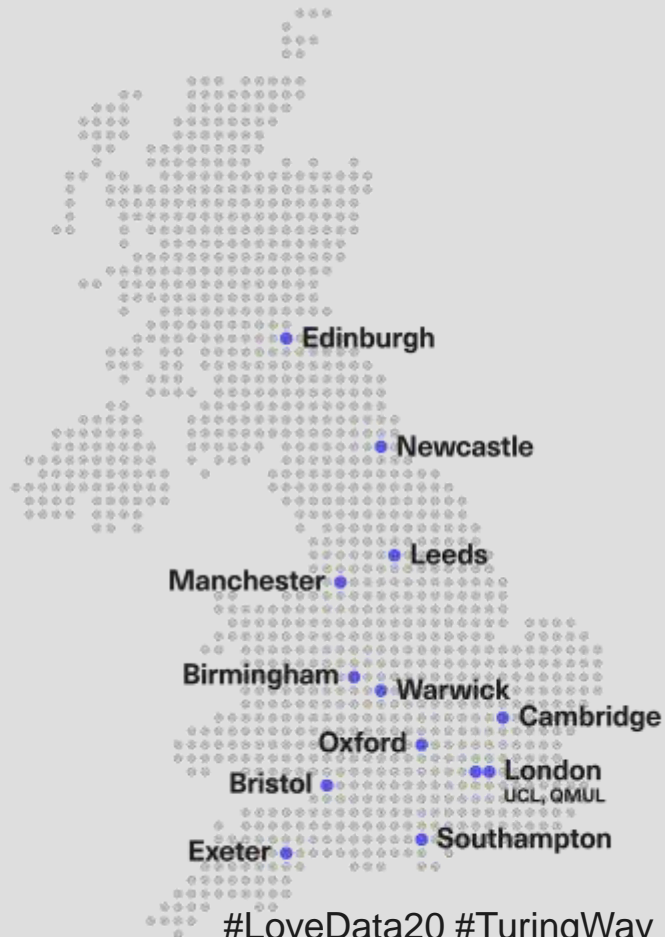 Edinburgh
Newcastle
Leeds
Manchester
Birmingham
Warwick
Cambridge
Oxford
London
UCL, QMUL
Bristol
Southampton
Exeter
#LoveData20 #TuringWay